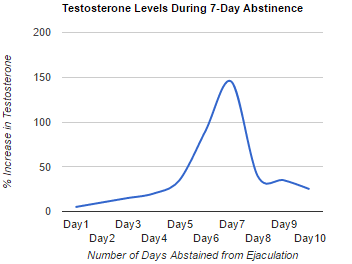 Testosterone Levels During 7-Day Abstinence
% Increase in Testosterone
200
150
100
50
0
Day1 Day3 Day5 Day7 Day9
Day2 Day4 Day6 Day8 Day10
Number of Days Abstained from Ejaculation